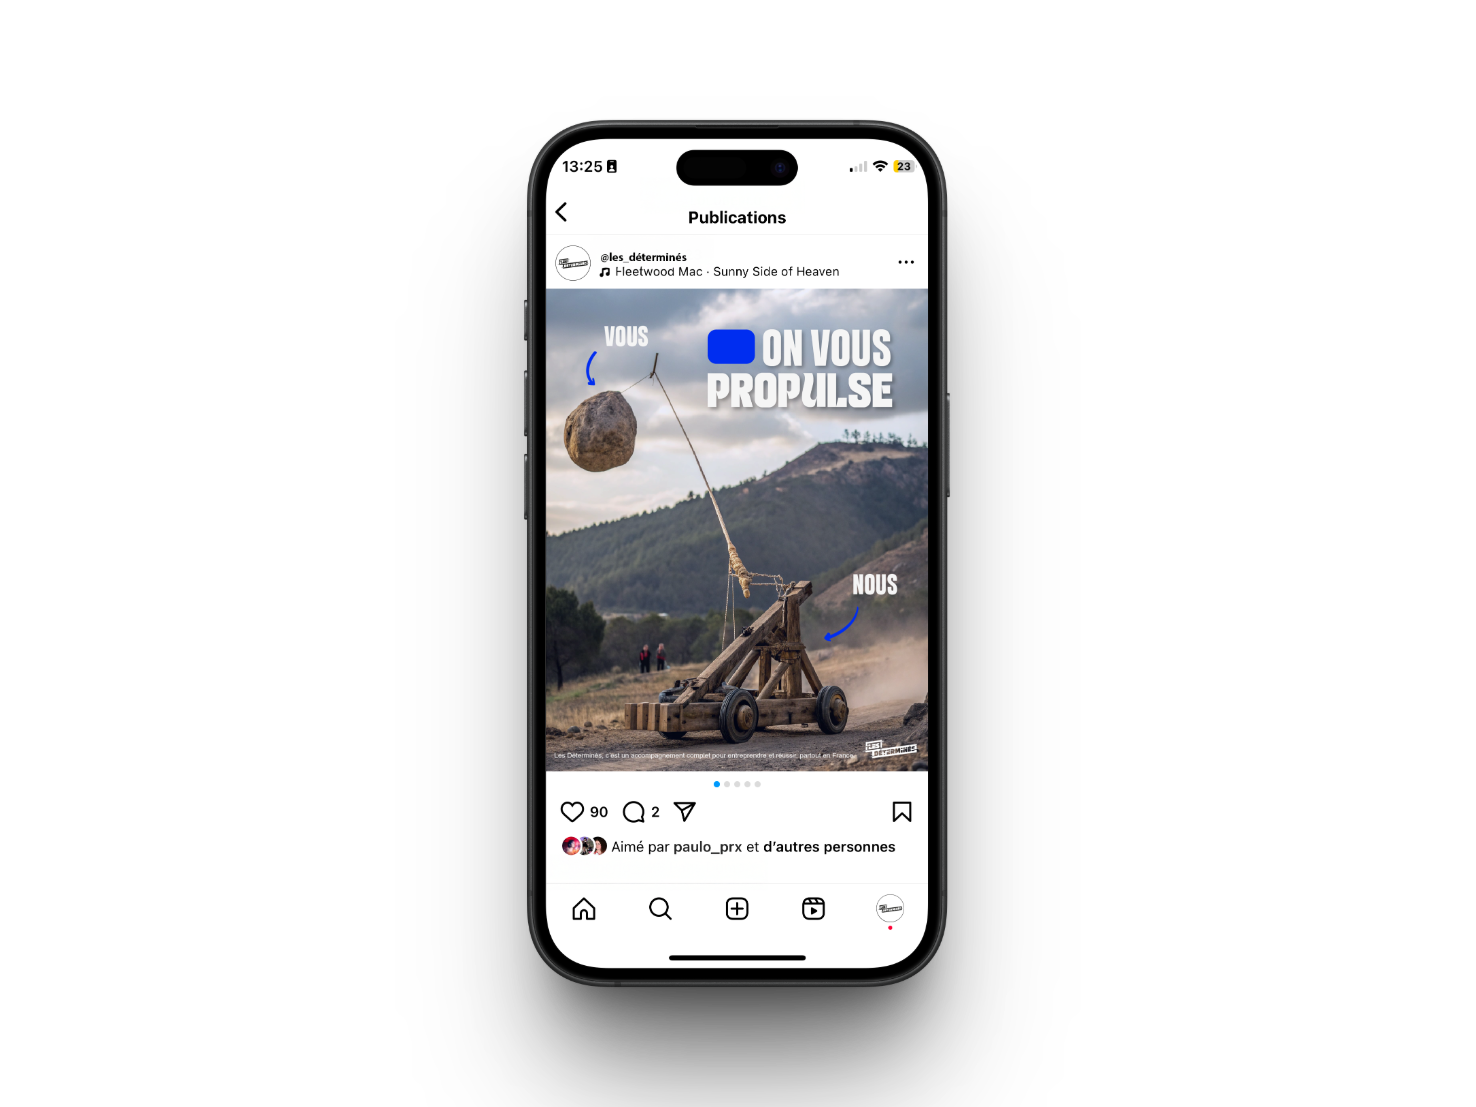 13:25
23
Publications
@les_déterminés
Fleetwood Mac · Sunny Side of Heaven
VOUS
ON VOUS
PROPULSE
NOUS
Les Déterminés, c'est un accompagnement complet pour entreprendre et réussir, partout en France.
LES
DÉTERMINÉS
90
2
Aimé par paulo_prx et d'autres personnes